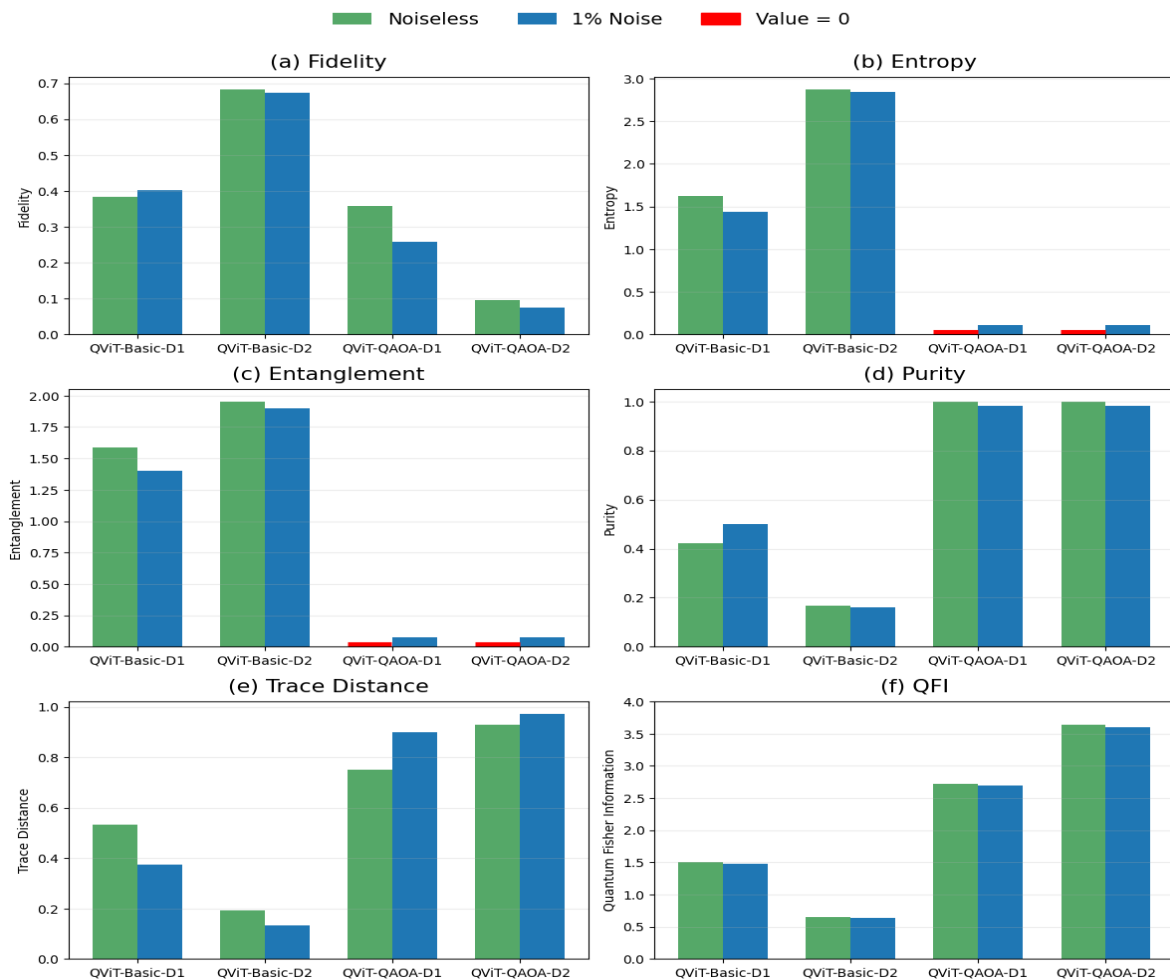 Noiseless 1% Noise Value = 0
(a) Fidelity
0.7
0.6
0.5
0.4
0.3
0.2
0.1
0.0
Fidelity
QViT-Basic-D1 QViT-Basic-D2 QViT-QAOA-D1 QViT-QAOA-D2
(b) Entropy
3.0
2.5
2.0
1.5
1.0
0.5
0.0
Entropy
QViT-Basic-D1 QViT-Basic-D2 QViT-QAOA-D1 QViT-QAOA-D2
(c) Entanglement
2.00
1.75
1.50
1.25
1.00
0.75
0.50
0.25
0.00
Entanglement
QViT-Basic-D1 QViT-Basic-D2 QViT-QAOA-D1 QViT-QAOA-D2
(d) Purity
1.0
0.8
0.6
0.4
0.2
0.0
Purity
QViT-Basic-D1 QViT-Basic-D2 QViT-QAOA-D1 QViT-QAOA-D2
(e) Trace Distance
1.0
0.8
0.6
0.4
0.2
0.0
Trace Distance
QViT-Basic-D1 QViT-Basic-D2 QViT-QAOA-D1 QViT-QAOA-D2
(f) QFI
4.0
3.5
3.0
2.5
2.0
1.5
1.0
0.5
0.0
Quantum Fisher Information
QViT-Basic-D1 QViT-Basic-D2 QViT-QAOA-D1 QViT-QAOA-D2